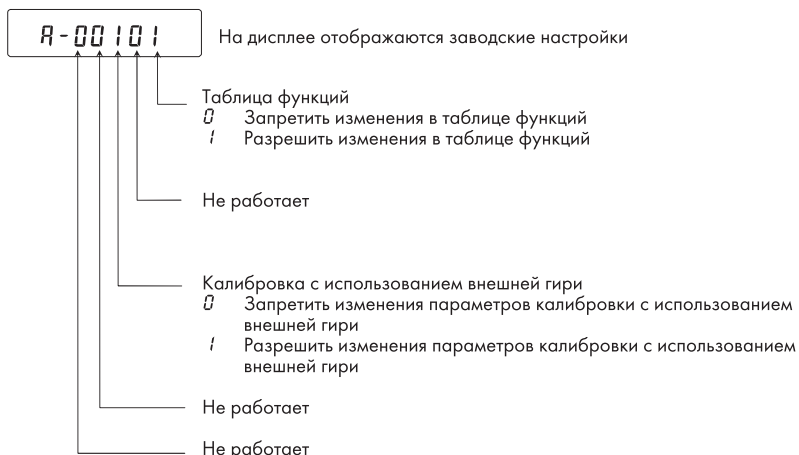 A-00101
На дисплее отображаются заводские настройки
Таблица функций
0 Запретить изменения в таблице функций
1 Разрешить изменения в таблице функций
Не работает
Калибровка с использованием внешней гири
0 Запретить изменения параметров калибровки с использованием
внешней гири
1 Разрешить изменения параметров калибровки с использованием
внешней гири
Не работает
Не работает